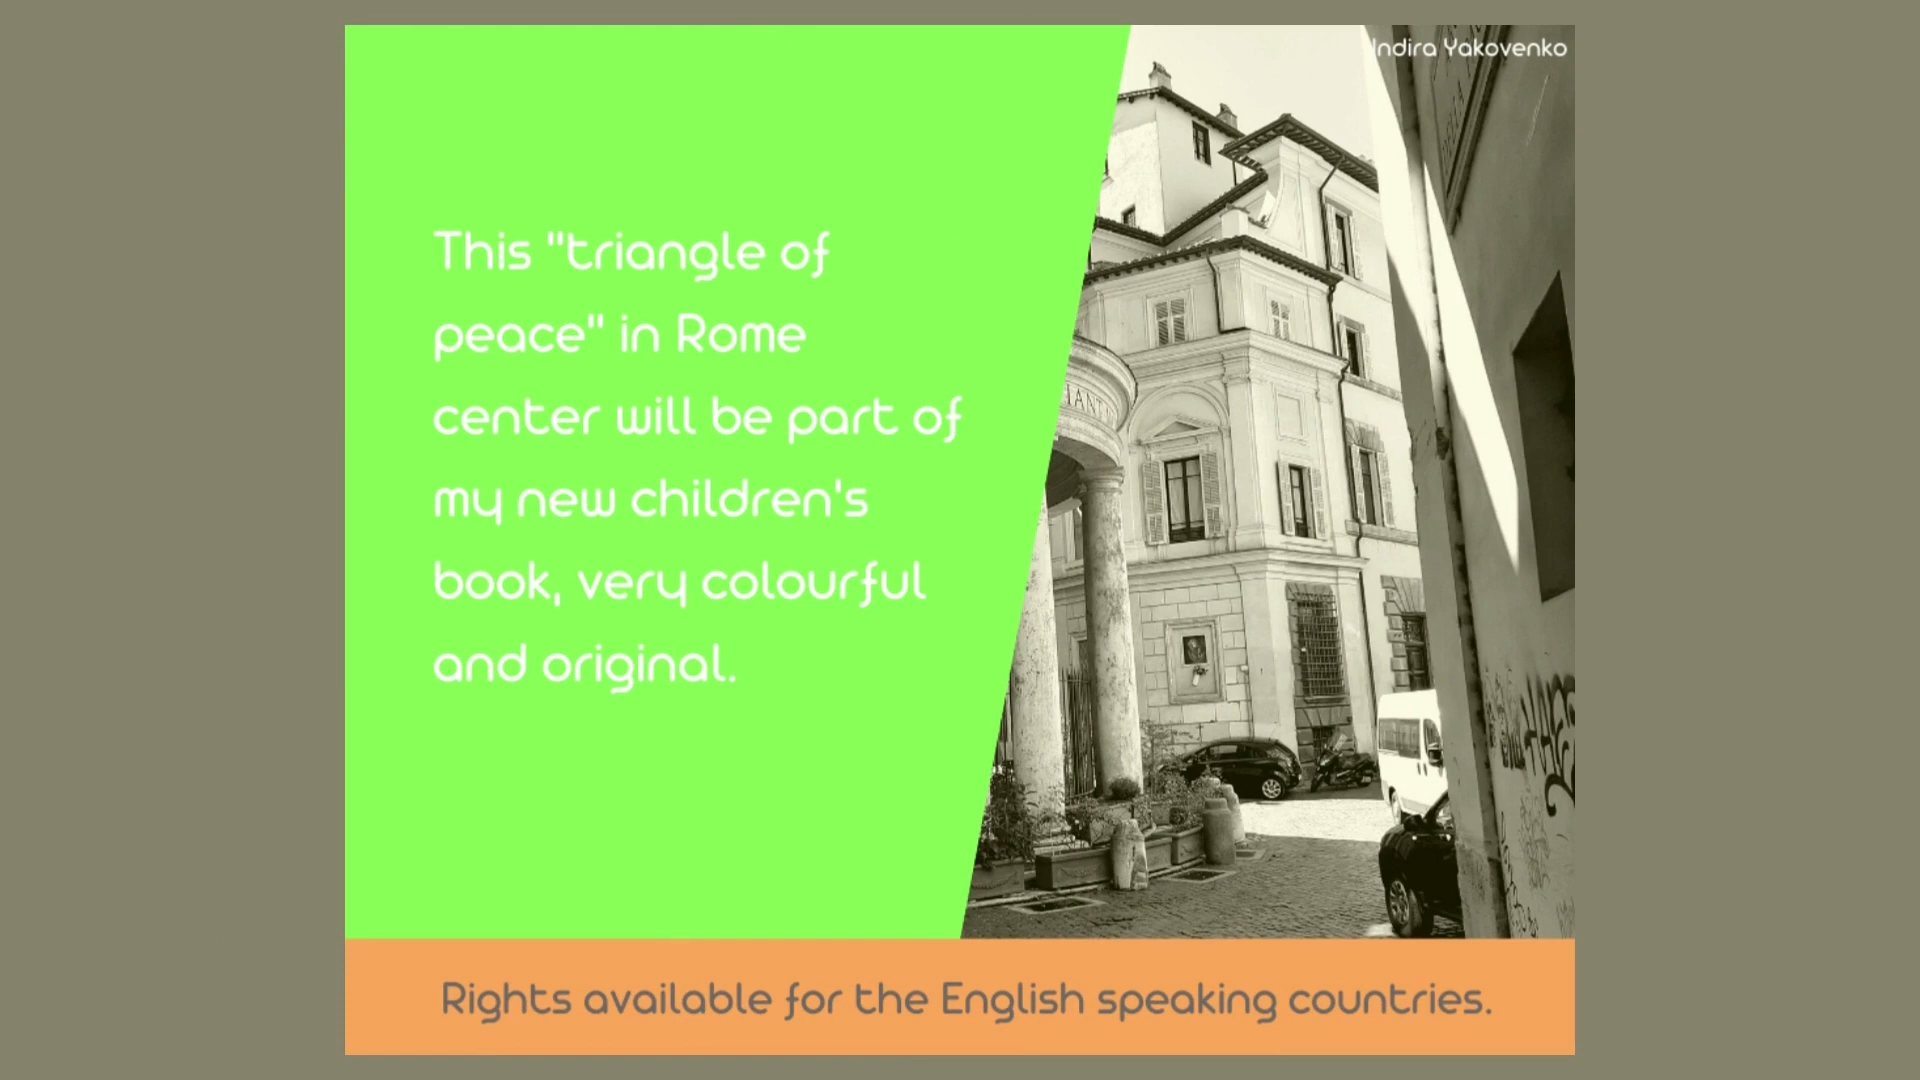 Indira Yakovenko
This "triangle of
peace" in Rome
center will be part of
my new children's
book, very colourful
and original.
Rights available for the English speaking countries.